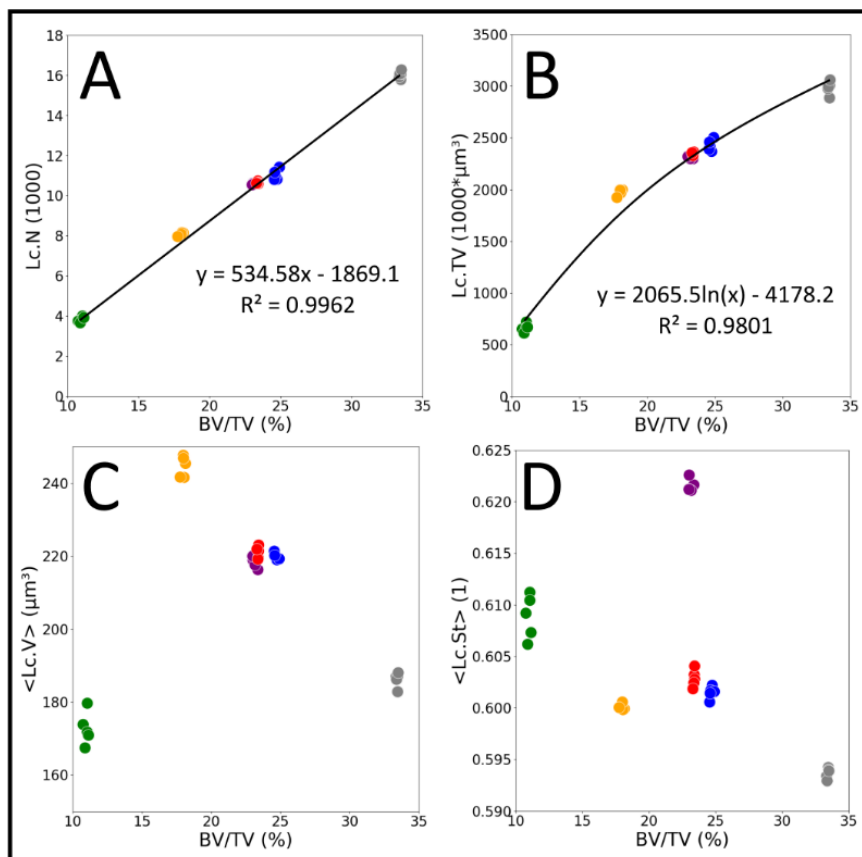 A
Lc.N (1000)
18
16
14
12
10
8
6
4
2
0
y = 534.58x - 1869.1
R² = 0.9962
10 15 20 25 30 35
BV/TV (%)
B
Lc.TV (1000*μm³)
3500
3000
2500
2000
1500
1000
500
0
y = 2065.5ln(x) - 4178.2
R² = 0.9801
10 15 20 25 30 35
BV/TV (%)
C
<Lc.V> (μm³)
240
220
200
180
160
10 15 20 25 30 35
BV/TV (%)
D
<Lc.St> (1)
0.625
0.620
0.615
0.610
0.605
0.600
0.595
0.590
10 15 20 25 30 35
BV/TV (%)